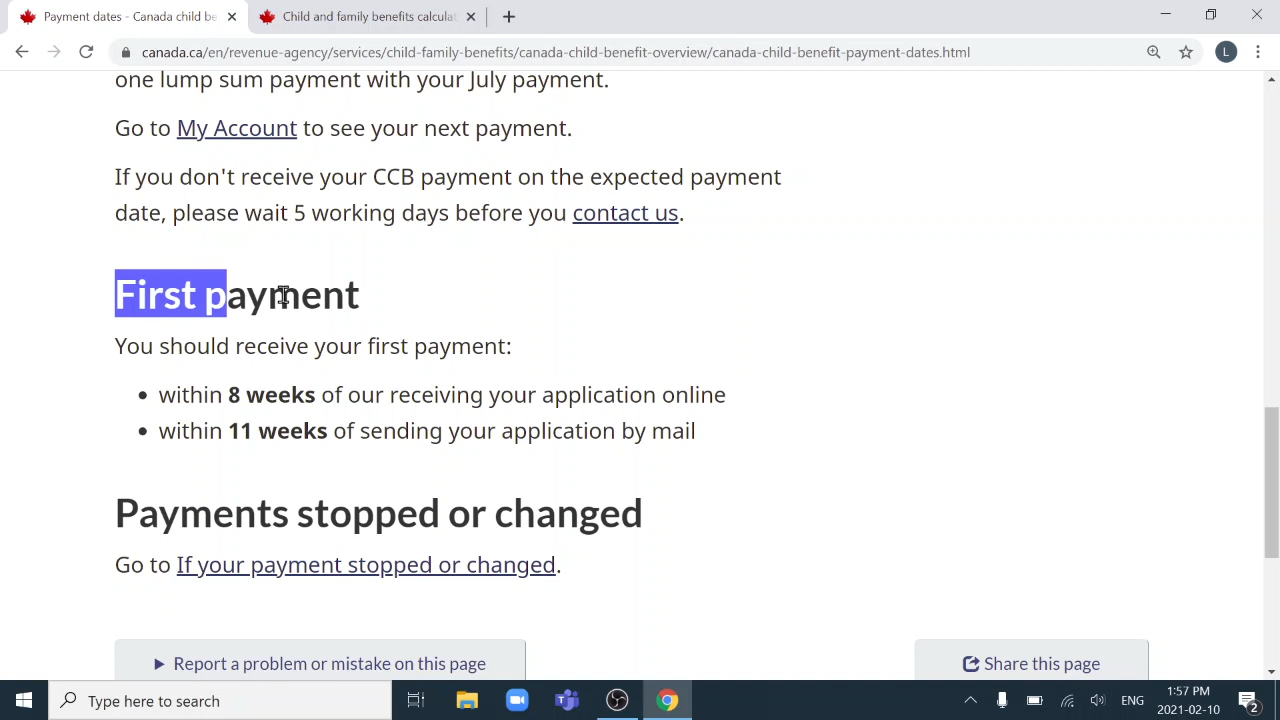 Payment dates - Canada child be
Child and family benefits calculat
canada.ca/en/revenue-agency/services/child-family-benefits/canada-child-benefit-overview/canada-child-benefit-payment-dates.html
L
one lump sum payment with your July payment.
Go to My Account to see your next payment.
If you don't receive your CCB payment on the expected payment
date, please wait 5 working days before you contact us.
First payment
You should receive your first payment:
within 8 weeks of our receiving your application online
within 11 weeks of sending your application by mail
Payments stopped or changed
Go to If your payment stopped or changed.
Report a problem or mistake on this page
Share this page
Type here to search
ENG
1:57 PM
2021-02-10
2